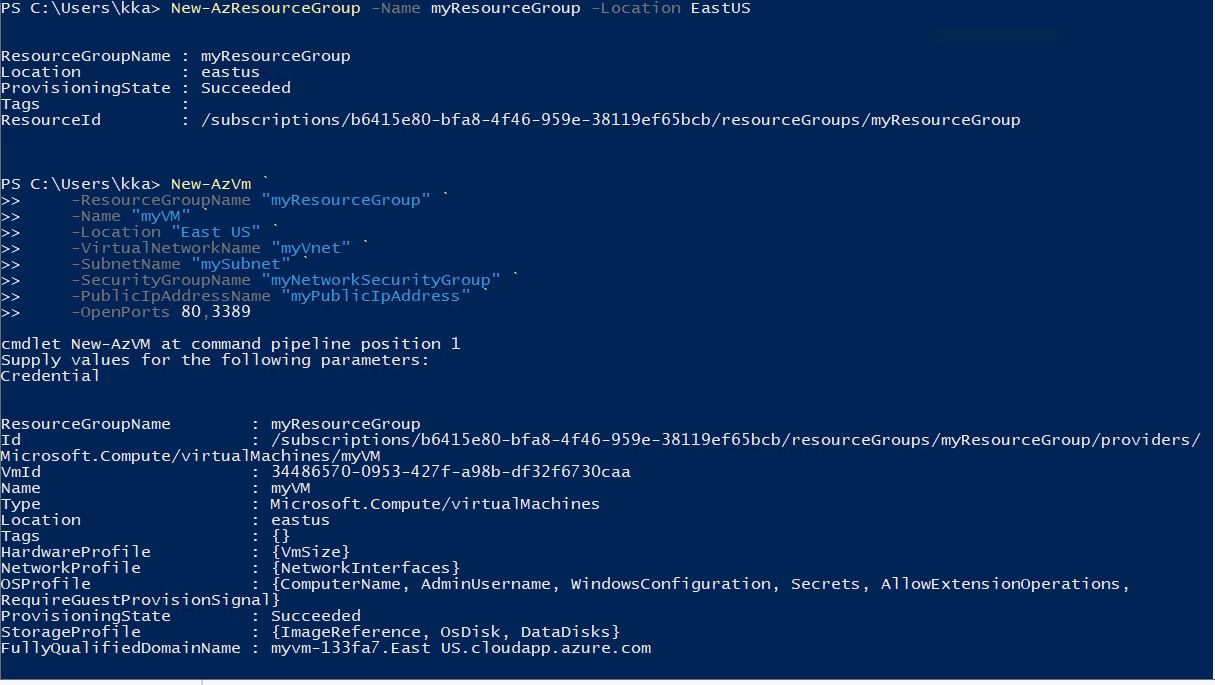 PS C:\Users\kka> New-AzResourceGroup -Name myResourceGroup -Location EastUS
ResourceGroupName : myResourceGroup
Location          : eastus
ProvisioningState : Succeeded
Tags              :
ResourceId        : /subscriptions/b6415e80-bfa8-4f46-959e-38119ef65bcb/resourceGroups/myResourceGroup
PS C:\Users\kka> New-AzVm `
>>     -ResourceGroupName "myResourceGroup" `
>>     -Name "myVM" `
>>     -Location "East US" `
>>     -VirtualNetworkName "myVnet" `
>>     -SubnetName "mySubnet" `
>>     -SecurityGroupName "myNetworkSecurityGroup" `
>>     -PublicIpAddressName "myPublicIpAddress" `
>>     -OpenPorts 80,3389
cmdlet New-AzVM at command pipeline position 1
Supply values for the following parameters:
Credential
ResourceGroupName        : myResourceGroup
Id                       : /subscriptions/b6415e80-bfa8-4f46-959e-38119ef65bcb/resourceGroups/myResourceGroup/providers/
Microsoft.Compute/virtualMachines/myVM
VmId                     : 34486570-0953-427f-a98b-df32f6730caa
Name                     : myVM
Type                     : Microsoft.Compute/virtualMachines
Location                 : eastus
Tags                     : {}
HardwareProfile          : {VmSize}
NetworkProfile           : {NetworkInterfaces}
OSProfile                : {ComputerName, AdminUsername, WindowsConfiguration, Secrets, AllowExtensionOperations,
RequireGuestProvisionSignal}
ProvisioningState        : Succeeded
StorageProfile           : {ImageReference, OsDisk, DataDisks}
FullyQualifiedDomainName : myvm-133fa7.East US.cloudapp.azure.com